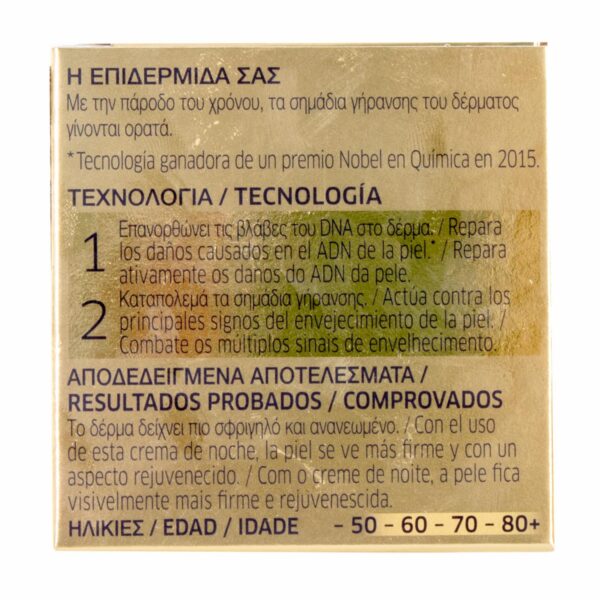 Η ΕΠΙΔΕΡΜΙΔΑ ΣΑΣ
Με την πάροδο του χρόνου, τα σημάδια γήρανσης του δέρματος
γίνονται ορατά.
*Tecnología ganadora de un premio Nobel en Química en 2015.
ΤΕΧΝΟΛΟΓΙΑ / TECNOLOGÍA
1 Επανορθώνει τις βλάβες του DNA στο δέρμα. / Repara
los daños causados en el ADN de la piel.* / Repara
ativamente os danos do ADN da pele.
2 Καταπολεμά τα σημάδια γήρανσης. / Actúa contra los
principales signos del envejecimiento de la piel. /
Combate os múltiplos sinais de envelhecimento.
ΑΠΟΔΕΔΕΙΓΜΕΝΑ ΑΠΟΤΕΛΕΣΜΑΤΑ /
RESULTADOS PROBADOS / COMPROVADOS
Το δέρμα δείχνει πιο σφριγηλό και ανανεωμένο. / Con el uso
de esta crema de noche, la piel se ve más firme y con un
aspecto rejuvenecido. / Com o creme de noite, a pele fica
visivelmente mais firme e rejuvenescida.
ΗΛΙΚΙΕΣ / EDAD / IDADE – 50 – 60 – 70 – 80+